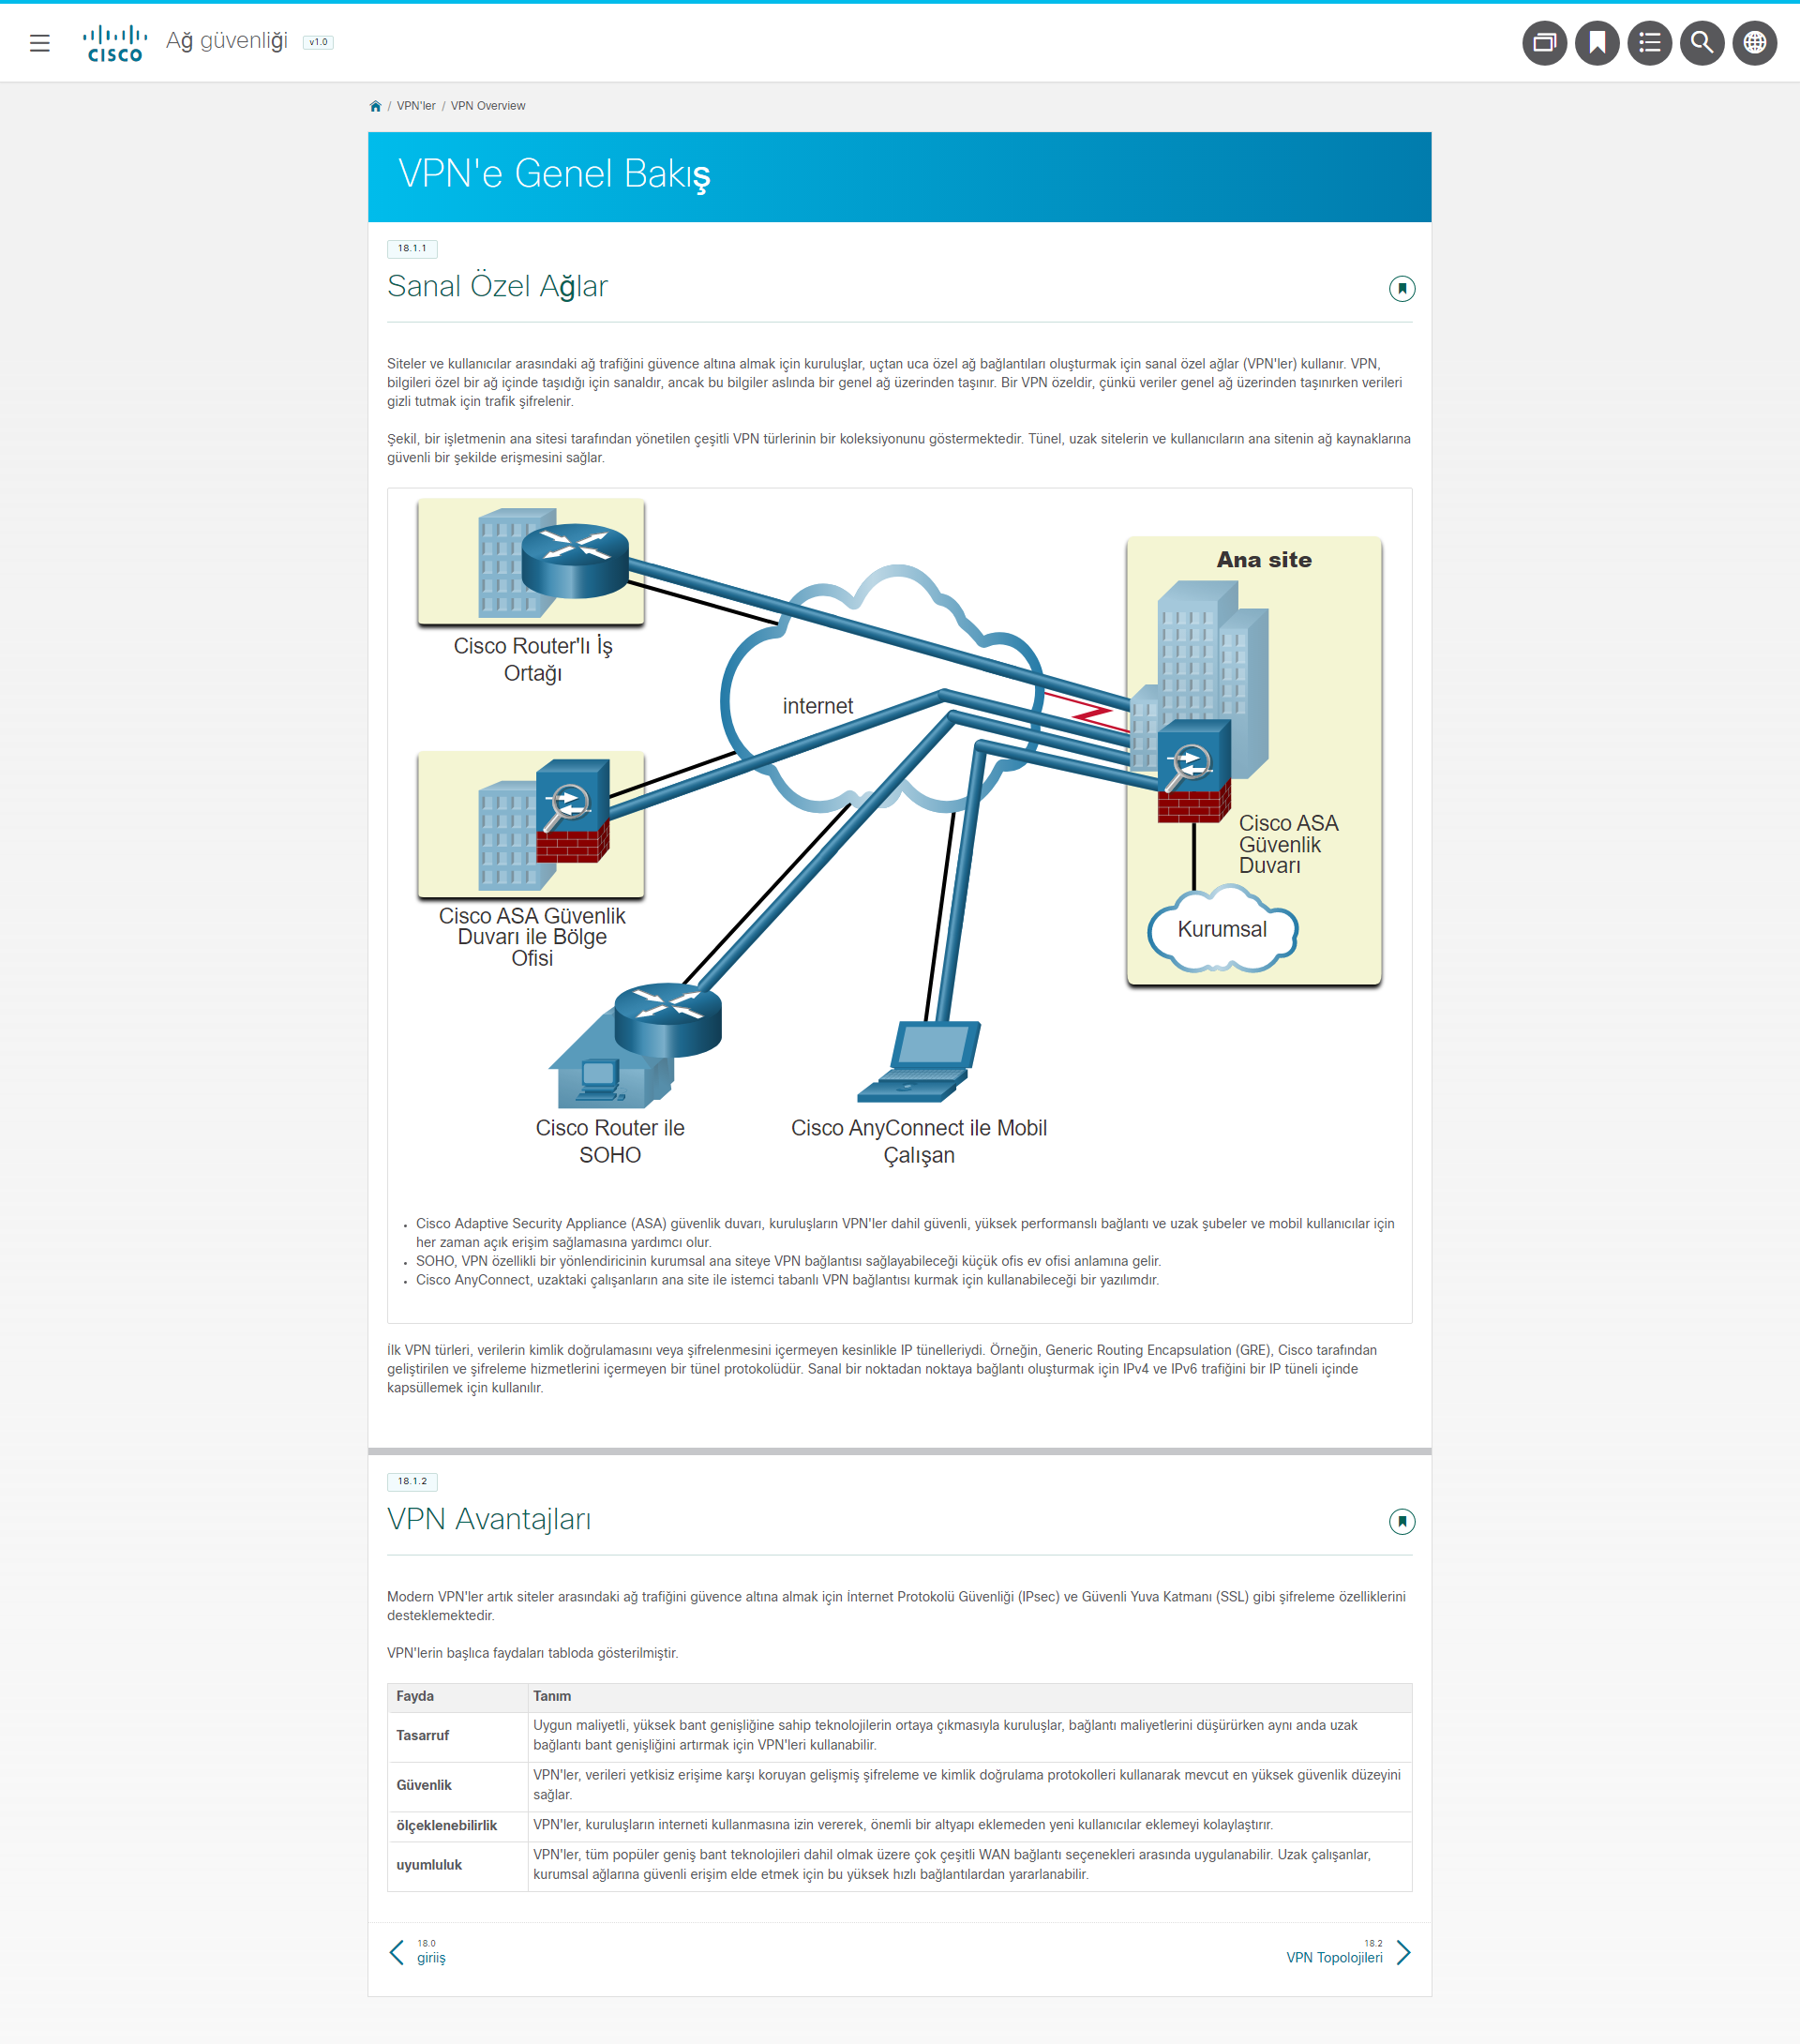 CISCO
Ağ güvenliği v1.0
/ VPN'ler / VPN Overview
VPN'e Genel Bakış
18.1.1
Sanal Özel Ağlar
Siteler ve kullanıcılar arasındaki ağ trafiğini güvence altına almak için kuruluşlar, uçtan uca özel ağ bağlantıları oluşturmak için sanal özel ağlar (VPN'ler) kullanır. VPN,
bilgileri özel bir ağ içinde taşıdığı için sanaldır, ancak bu bilgiler aslında bir genel ağ üzerinden taşınır. Bir VPN özeldir, çünkü veriler genel ağ üzerinden taşınırken verileri
gizli tutmak için trafik şifrelenir.
Şekil, bir işletmenin ana sitesi tarafından yönetilen çeşitli VPN türlerinin bir koleksiyonunu göstermektedir. Tünel, uzak sitelerin ve kullanıcıların ana sitenin ağ kaynaklarına
güvenli bir şekilde erişmesini sağlar.
Ana site
Cisco Router'lı İş
Ortağı
internet
Cisco ASA
Güvenlik
Duvarı
Cisco ASA Güvenlik
Duvarı ile Bölge
Ofisi
Kurumsal
Cisco Router ile
SOHO
Cisco AnyConnect ile Mobil
Çalışan
• Cisco Adaptive Security Appliance (ASA) güvenlik duvarı, kuruluşların VPN'ler dahil güvenli, yüksek performanslı bağlantı ve uzak şubeler ve mobil kullanıcılar için
her zaman açık erişim sağlamasına yardımcı olur.
• SOHO, VPN özellikli bir yönlendiricinin kurumsal ana siteye VPN bağlantısı sağlayabileceği küçük ofis ev ofisi anlamına gelir.
• Cisco AnyConnect, uzaktaki çalışanların ana site ile istemci tabanlı VPN bağlantısı kurmak için kullanabileceği bir yazılımdır.
İlk VPN türleri, verilerin kimlik doğrulamasını veya şifrelenmesini içermeyen kesinlikle IP tünelleriydi. Örneğin, Generic Routing Encapsulation (GRE), Cisco tarafından
geliştirilen ve şifreleme hizmetlerini içermeyen bir tünel protokolüdür. Sanal bir noktadan noktaya bağlantı oluşturmak için IPv4 ve IPv6 trafiğini bir IP tüneli içinde
kapsüllemek için kullanılır.
18.1.2
VPN Avantajları
Modern VPN'ler artık siteler arasındaki ağ trafiğini güvence altına almak için İnternet Protokolü Güvenliği (IPsec) ve Güvenli Yuva Katmanı (SSL) gibi şifreleme özelliklerini
desteklemektedir.
VPN'lerin başlıca faydaları tabloda gösterilmiştir.
Fayda Tanım
Tasarruf Uygun maliyetli, yüksek bant genişliğine sahip teknolojilerin ortaya çıkmasıyla kuruluşlar, bağlantı maliyetlerini düşürürken aynı anda uzak
bağlantı bant genişliğini artırmak için VPN'leri kullanabilir.
Güvenlik VPN'ler, verileri yetkisiz erişime karşı koruyan gelişmiş şifreleme ve kimlik doğrulama protokolleri kullanarak mevcut en yüksek güvenlik düzeyini
sağlar.
ölçeklenebilirlik VPN'ler, kuruluşların interneti kullanmasına izin vererek, önemli bir altyapı eklemeden yeni kullanıcılar eklemeyi kolaylaştırır.
uyumluluk VPN'ler, tüm popüler geniş bant teknolojileri dahil olmak üzere çok çeşitli WAN bağlantı seçenekleri arasında uygulanabilir. Uzak çalışanlar,
kurumsal ağlarına güvenli erişim elde etmek için bu yüksek hızlı bağlantılardan yararlanabilir.
18.0
giriiş
18.2
VPN Topolojileri